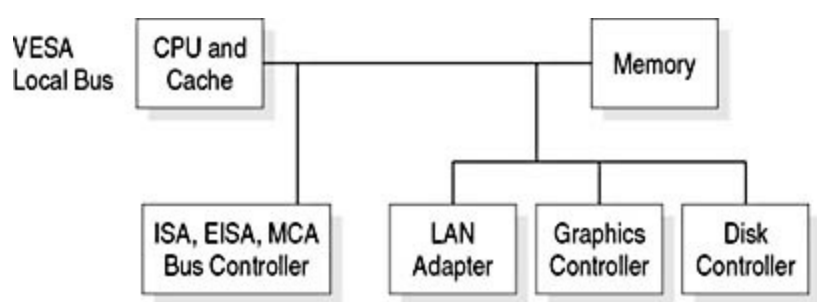 VESA
Local Bus
CPU and
Cache
Memory
ISA, EISA, MCA
Bus Controller
LAN
Adapter
Graphics
Controller
Disk
Controller